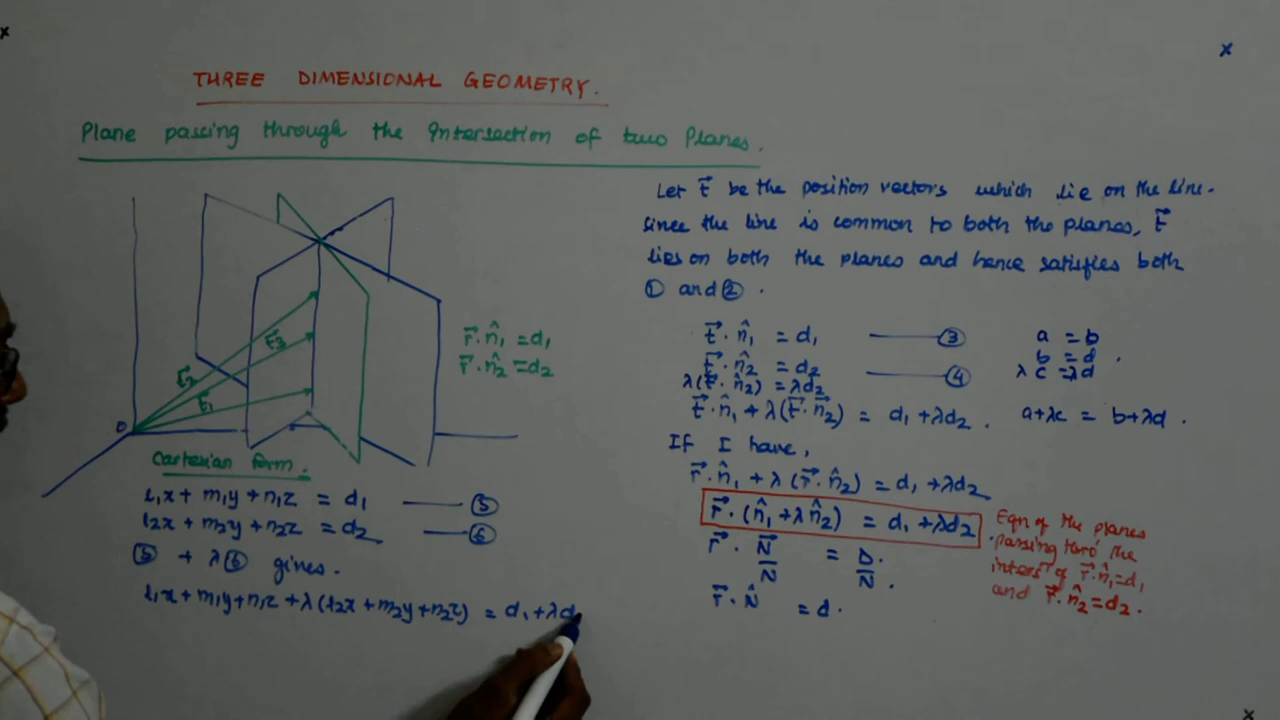 THREE DIMENSIONAL GEOMETRY.
Plane passing through the Intersection of two Planes.
t⃗₂
t⃗₃
t⃗₁
O
r⃗.n̂₁ = d₁
r⃗.n̂₂ = d₂
Cartesian form.
l₁x + m₁y + n₁z = d₁ —— ⑤
l₂x + m₂y + n₂z = d₂ —— ⑥
⑤ + λ⑥ gives.
l₁x + m₁y + n₁z + λ(l₂x + m₂y + n₂z) = d₁ + λd
Let t⃗ be the position vectors which lie on the line.
since the line is common to both the planes, t⃗
lies on both the planes and hence satisfies both
① and ② .
t⃗.n̂₁ = d₁ —— ③
t⃗.n̂₂ = d₂ —— ④
λ(t⃗.n̂₂) = λd₂
t⃗.n̂₁ + λ(t⃗.n⃗₂) = d₁ + λd₂ .
a = b
b = d .
λc = λd
a + λc = b + λd .
If I have,
r⃗.n̂₁ + λ(r⃗.n̂₂) = d₁ + λd₂
r⃗.(n̂₁ + λn̂₂) = d₁ + λd₂ .
r⃗. N⃗/N = D/N .
r⃗.N̂ = d.
Eqn of the planes
passing thro' the
intersⁿ of r⃗.n̂₁=d₁
and r⃗.n̂₂=d₂.